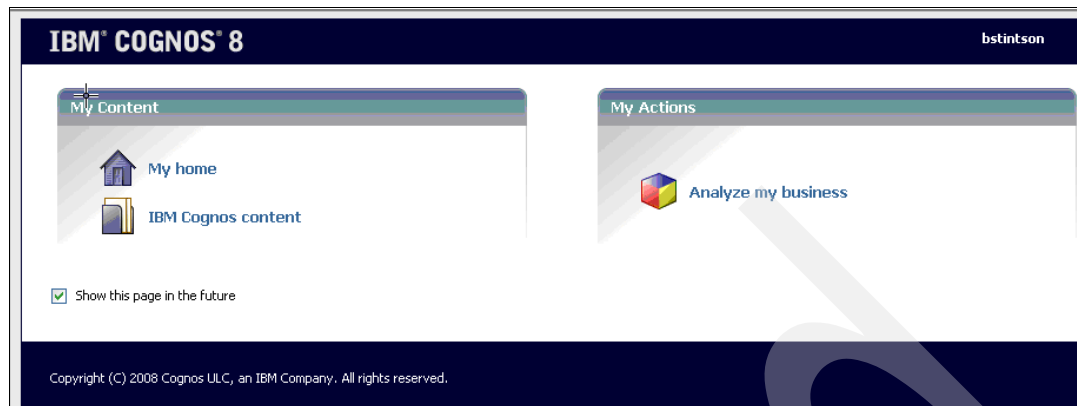 IBM® COGNOS® 8
bstintson
My Content
My Actions
My home
IBM Cognos content
Analyze my business
Show this page in the future
Copyright (C) 2008 Cognos ULC, an IBM Company. All rights reserved.